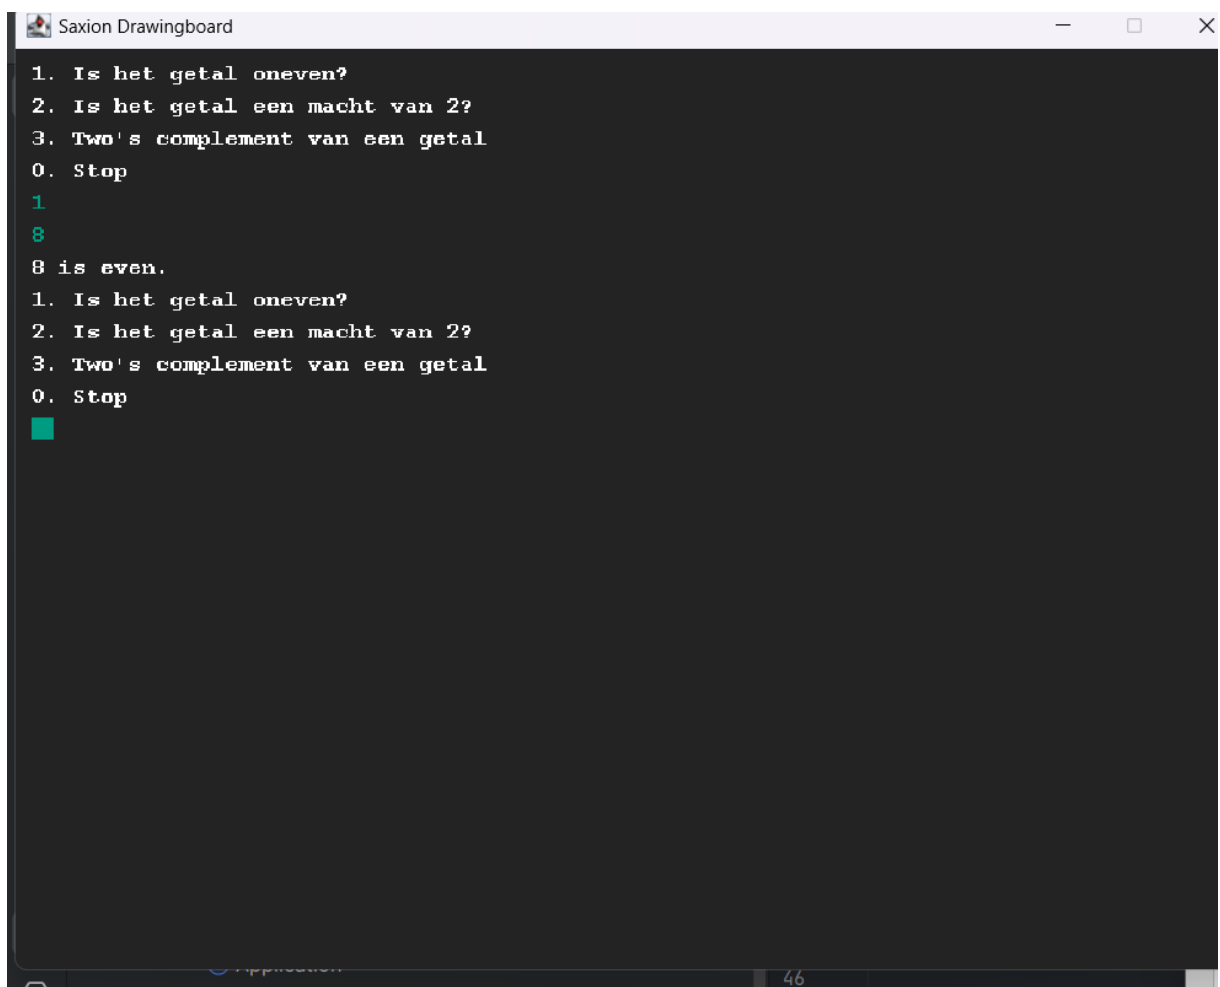 Saxion Drawingboard
1. Is het getal oneven?
2. Is het getal een macht van 2?
3. Two's complement van een getal
0. Stop
1
8
8 is even.
1. Is het getal oneven?
2. Is het getal een macht van 2?
3. Two's complement van een getal
0. Stop
Application
46